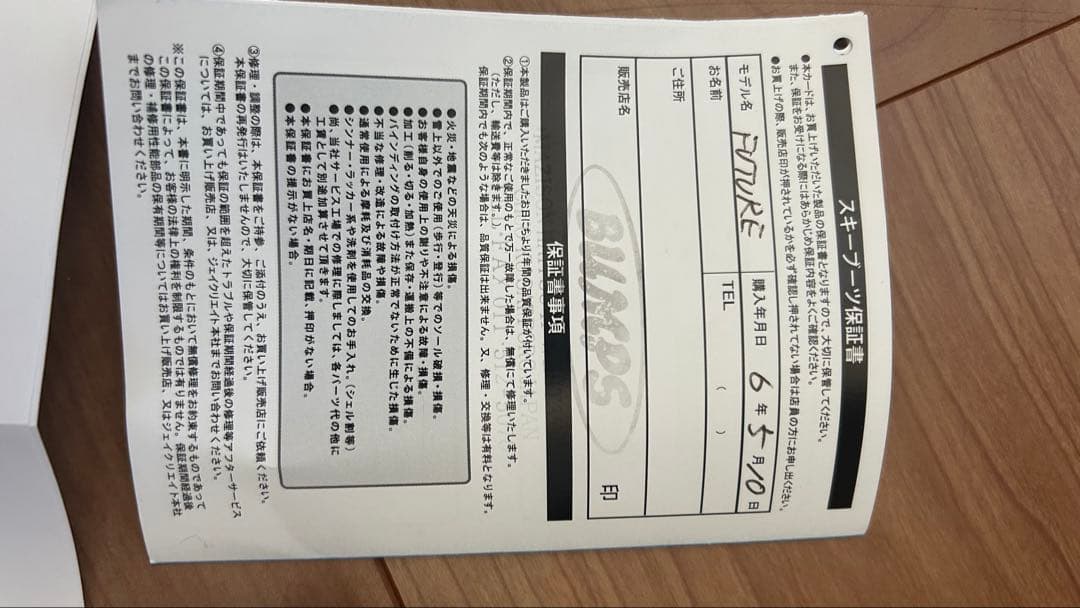 スキーブーツ保証書
●本カードは、お買上げいただいた製品の保証書となりますので、大切に保管してください。
また、保証をお受けになる際にはあらかじめ保証内容をよくご確認ください。
●お買上げの際、販売店印が押されているかを必ず確認し押されてない場合は店員の方にお申し出ください。
モデル名 FUTURE 購入年月日 6年 5月 10日
お名前 TEL ( )
ご住所
販売店名 BUMPS 印
保証書事項
①本製品はご購入いただきましたお日にちより1年間の品質保証が付いています。
②保証期間内で、正常なご使用のもとで万一故障した場合は、無償にて修理いたします。
(ただし、輸送費等は除きます。)
保証期間内でも次のような場合は、品質保証は出来ません。又、修理・交換等は有料となります。
●火災・地震などの天災による損傷。
●雪上以外でのご使用(歩行・登行)等でのソール破損・損傷。
●お客様自身の使用上の誤りや不注意による故障・損傷。
●加工(削る・切る・加熱)また保存・運搬上の不備による損傷。
●バインディングの取付け方法が正常でないために生じた損傷。
●不当な修理・改造による故障や損傷。
●通常使用による摩耗及び消耗品の交換。
●シンナー・ラッカー系や洗剤を使用してのお手入れ。(シェル割等)
●尚、当社サービス工場での修理に際しましては、各パーツ代の他に
工賃として別途加算させて頂きます。
●本保証書にお買上店名・期日に記載、押印がない場合。
●本保証書の提示がない場合。
③修理・調整の際は、本保証書をご持参、ご添付のうえ、お買い上げ販売店にご依頼ください。
本保証書の再発行はいたしませんので、大切に保管してください。
④保証期間中であっても保証の範囲を超えたトラブルや保証期間経過後の修理等アフターサービス
については、お買い上げ販売店、又は、ジェイクリエイト本社までお問い合わせください。
※この保証書は、本書に明示した期間、条件のもとにおいて無償修理をお約束するものであって
この保証書によって、お客様の法律上の権利を制限するものでは有りません。保証期間経過後
の修理・補修用性能部品の保有期間等についてはお買い上げ販売店、又はジェイクリエイト本社
までお問い合わせください。